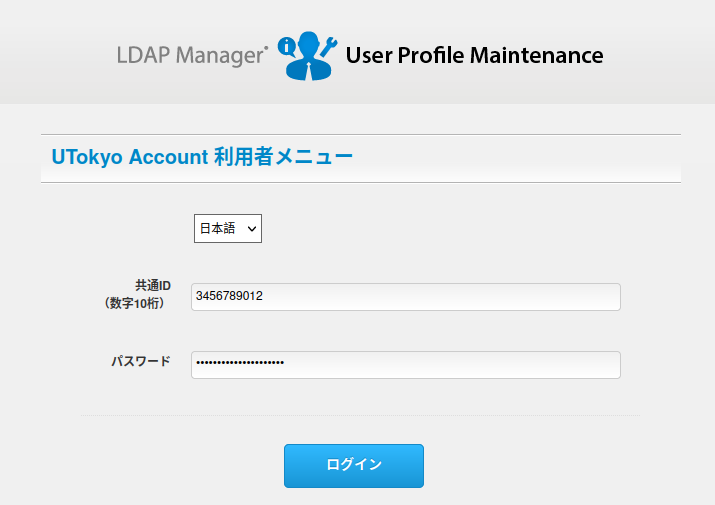 LDAP Manager User Profile Maintenance
UTokyo Account 利用者メニュー
日本語
共通ID
（数字10桁）
3456789012
パスワード
•••••••••••••••••••••
ログイン